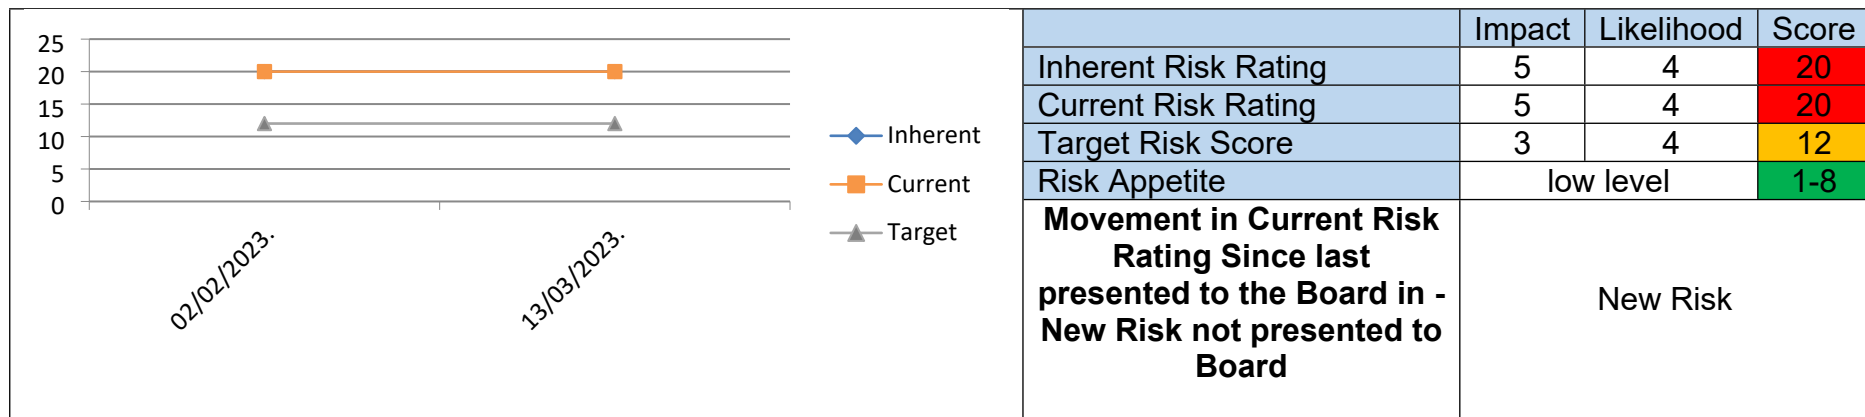 25
20
15
10
5
0
02/02/2023.
13/03/2023.
Inherent
Current
Target
Impact Likelihood Score
Inherent Risk Rating 5 4 20
Current Risk Rating 5 4 20
Target Risk Score 3 4 12
Risk Appetite low level 1-8
Movement in Current Risk
Rating Since last
presented to the Board in -
New Risk not presented to
Board
New Risk